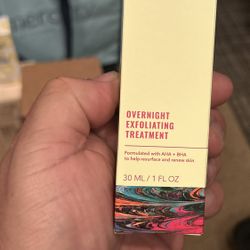 OVERNIGHT
EXFOLIATING
TREATMENT
Formulated with AHA + BHA
to help resurface and renew skin
30 ML / 1 FL OZ